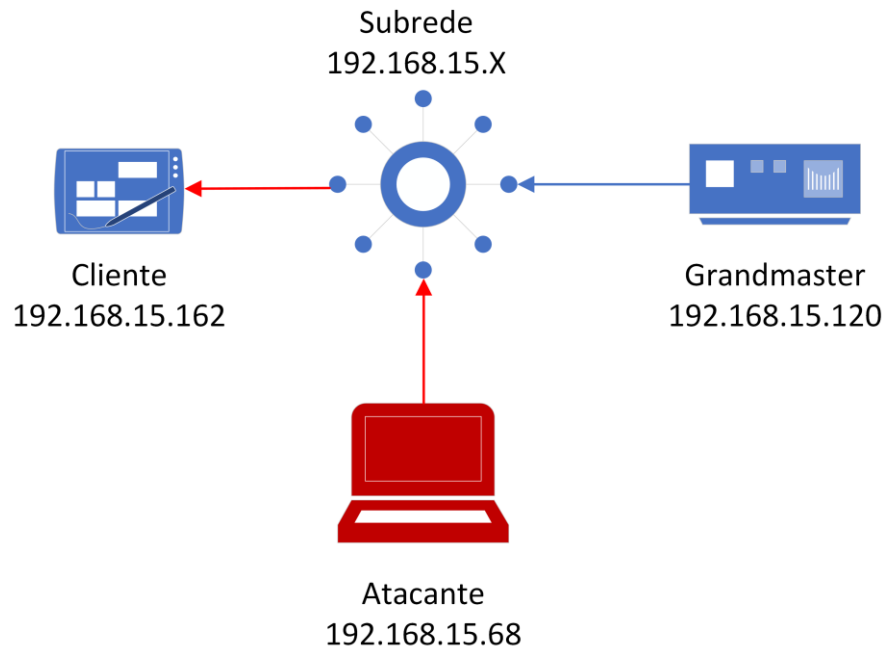 Subrede
192.168.15.X
Cliente
192.168.15.162
Grandmaster
192.168.15.120
Atacante
192.168.15.68